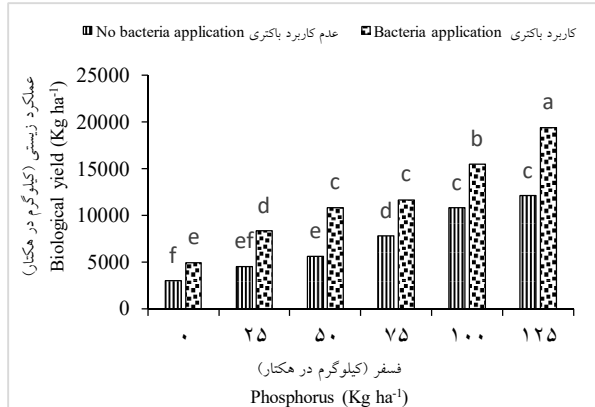 No bacteria application عدم کاربرد باکتری
Bacteria application کاربرد باکتری
عملکرد زیستی (کیلوگرم در هکتار)
Biological yield (Kg ha⁻¹)
25000
20000
15000
10000
5000
0
f e ef d e c d c c b c a
۰ ۲۵ ۵۰ ۷۵ ۱۰۰ ۱۲۵
فسفر (کیلوگرم در هکتار)
Phosphorus (Kg ha⁻¹)